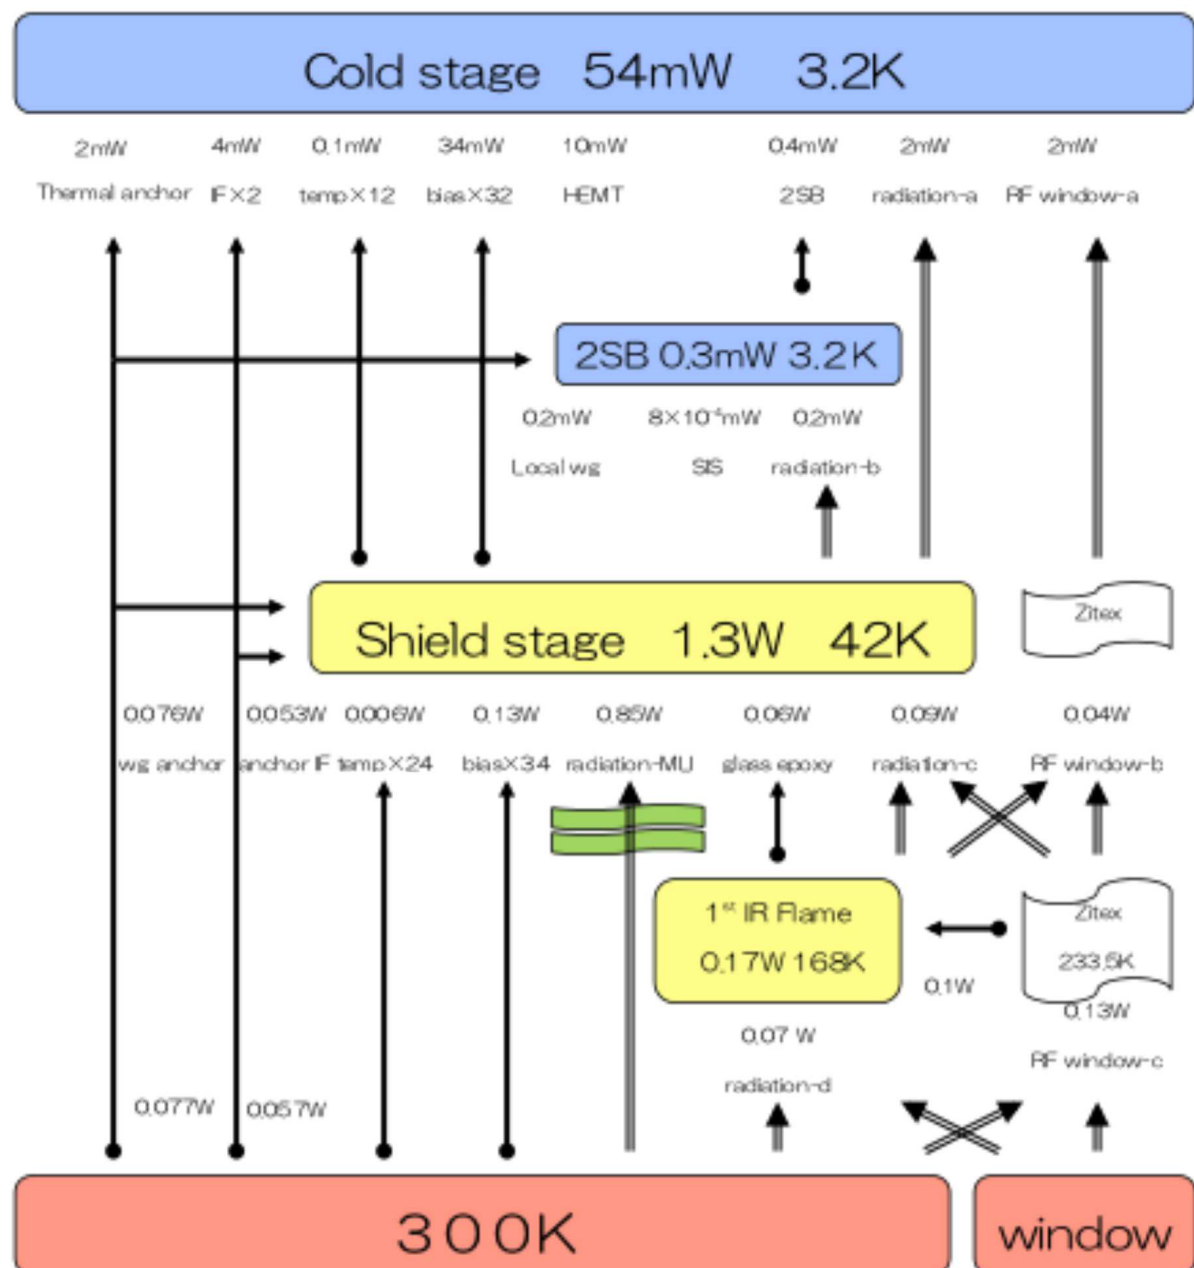 Cold stage 54mW 3.2K
2mW 4mW 0.1mW 34mW 10mW 0.4mW 2mW 2mW
Thermal anchor IF×2 temp×12 bias×32 HEMT 2SB radiation-a RF window-a
2SB 0.3mW 3.2K
0.2mW 8×10⁻⁴mW 0.2mW
Local wg SIS radiation-b
Shield stage 1.3W 42K
Zitex
0.076W 0.053W 0.006W 0.13W 0.85W 0.06W 0.09W 0.04W
wg anchor anchor IF temp×24 bias×34 radiation-MLI glass epoxy radiation-c RF window-b
1ˢᵗ IR Flame
0.17W 168K
Zitex
233.5K
0.1W
0.13W
0.07 W
RF window-c
radiation-d
0.077W 0.057W
300K
window